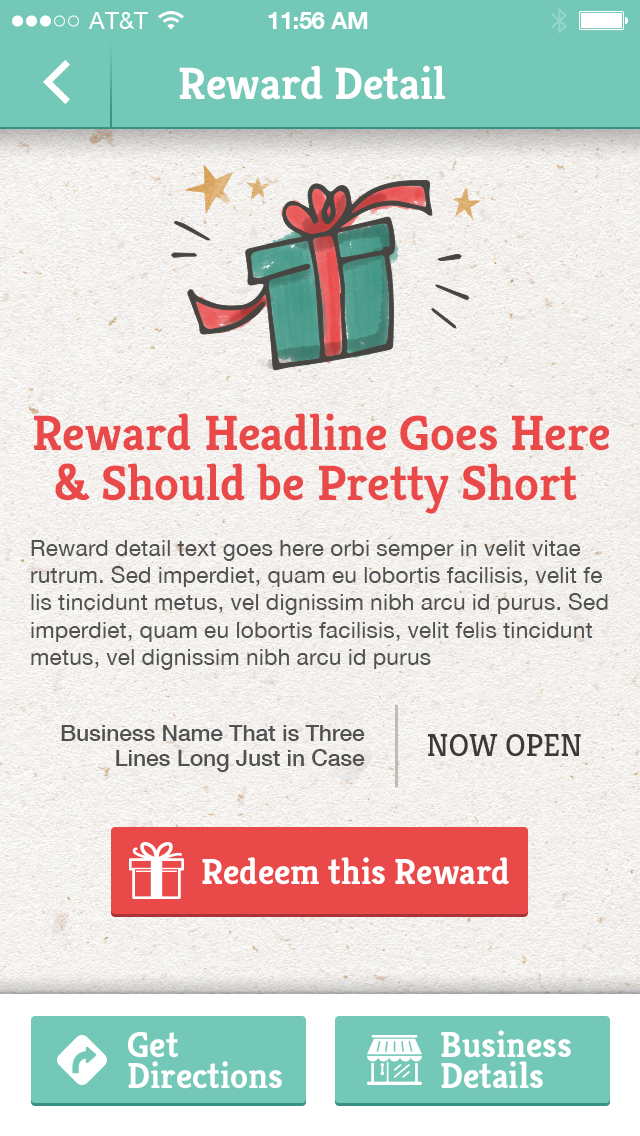 AT&T 11:56 AM
Reward Detail
Reward Headline Goes Here
& Should be Pretty Short
Reward detail text goes here orbi semper in velit vitae
rutrum. Sed imperdiet, quam eu lobortis facilisis, velit fe
lis tincidunt metus, vel dignissim nibh arcu id purus. Sed
imperdiet, quam eu lobortis facilisis, velit felis tincidunt
metus, vel dignissim nibh arcu id purus
Business Name That is Three
Lines Long Just in Case
NOW OPEN
Redeem this Reward
Get
Directions
Business
Details